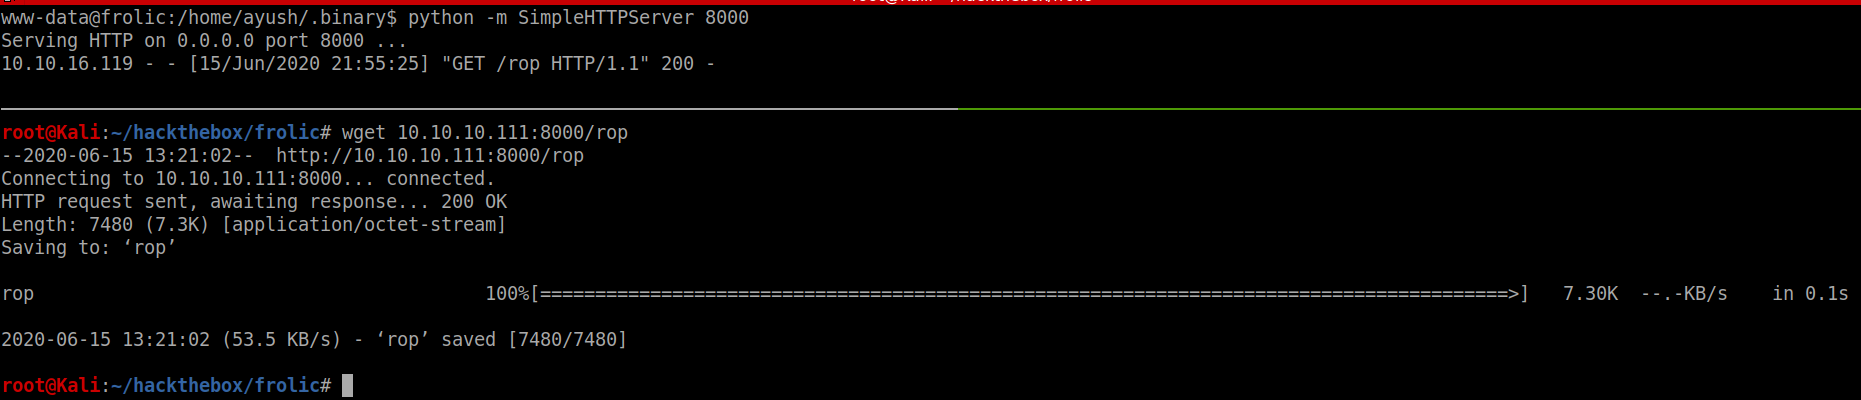 www-data@frolic:/home/ayush/.binary$ python -m SimpleHTTPServer 8000
Serving HTTP on 0.0.0.0 port 8000 ...
10.10.16.119 - - [15/Jun/2020 21:55:25] "GET /rop HTTP/1.1" 200 -
root@Kali:~/hackthebox/frolic# wget 10.10.10.111:8000/rop
--2020-06-15 13:21:02--  http://10.10.10.111:8000/rop
Connecting to 10.10.10.111:8000... connected.
HTTP request sent, awaiting response... 200 OK
Length: 7480 (7.3K) [application/octet-stream]
Saving to: ‘rop’
rop 100%[========================================================================================>] 7.30K --.-KB/s in 0.1s
2020-06-15 13:21:02 (53.5 KB/s) - ‘rop’ saved [7480/7480]
root@Kali:~/hackthebox/frolic#